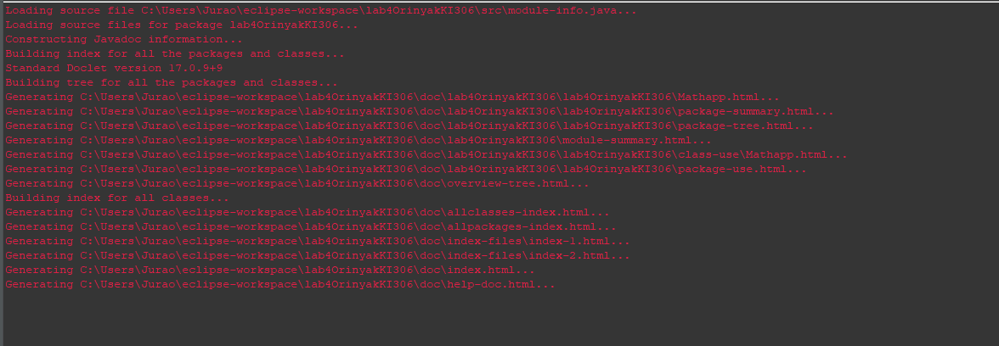 Loading source file C:\Users\Jurao\eclipse-workspace\lab4OrinyakKI306\src\module-info.java...
Loading source files for package lab4OrinyakKI306...
Constructing Javadoc information...
Building index for all the packages and classes...
Standard Doclet version 17.0.9+9
Building tree for all the packages and classes...
Generating C:\Users\Jurao\eclipse-workspace\lab4OrinyakKI306\doc\lab4OrinyakKI306\lab4OrinyakKI306\Mathapp.html...
Generating C:\Users\Jurao\eclipse-workspace\lab4OrinyakKI306\doc\lab4OrinyakKI306\lab4OrinyakKI306\package-summary.html...
Generating C:\Users\Jurao\eclipse-workspace\lab4OrinyakKI306\doc\lab4OrinyakKI306\lab4OrinyakKI306\package-tree.html...
Generating C:\Users\Jurao\eclipse-workspace\lab4OrinyakKI306\doc\lab4OrinyakKI306\module-summary.html...
Generating C:\Users\Jurao\eclipse-workspace\lab4OrinyakKI306\doc\lab4OrinyakKI306\lab4OrinyakKI306\class-use\Mathapp.html...
Generating C:\Users\Jurao\eclipse-workspace\lab4OrinyakKI306\doc\lab4OrinyakKI306\lab4OrinyakKI306\package-use.html...
Generating C:\Users\Jurao\eclipse-workspace\lab4OrinyakKI306\doc\overview-tree.html...
Building index for all classes...
Generating C:\Users\Jurao\eclipse-workspace\lab4OrinyakKI306\doc\allclasses-index.html...
Generating C:\Users\Jurao\eclipse-workspace\lab4OrinyakKI306\doc\allpackages-index.html...
Generating C:\Users\Jurao\eclipse-workspace\lab4OrinyakKI306\doc\index-files\index-1.html...
Generating C:\Users\Jurao\eclipse-workspace\lab4OrinyakKI306\doc\index-files\index-2.html...
Generating C:\Users\Jurao\eclipse-workspace\lab4OrinyakKI306\doc\index.html...
Generating C:\Users\Jurao\eclipse-workspace\lab4OrinyakKI306\doc\help-doc.html...